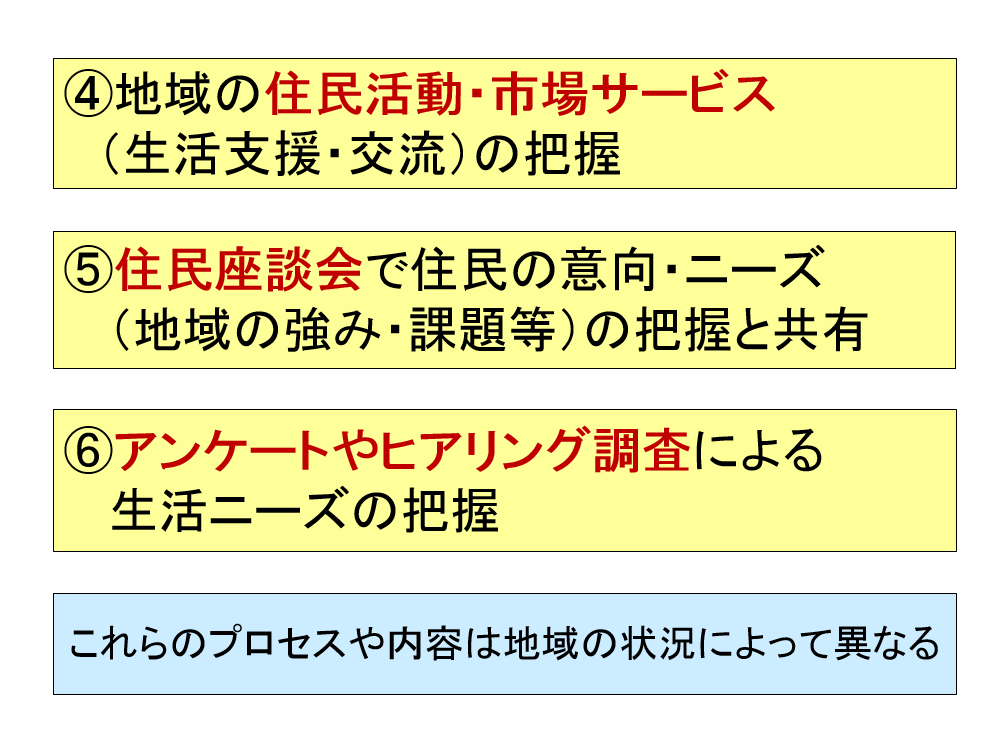 ④地域の住民活動・市場サービス
（生活支援・交流）の把握
⑤住民座談会で住民の意向・ニーズ
（地域の強み・課題等）の把握と共有
⑥アンケートやヒアリング調査による
生活ニーズの把握
これらのプロセスや内容は地域の状況によって異なる